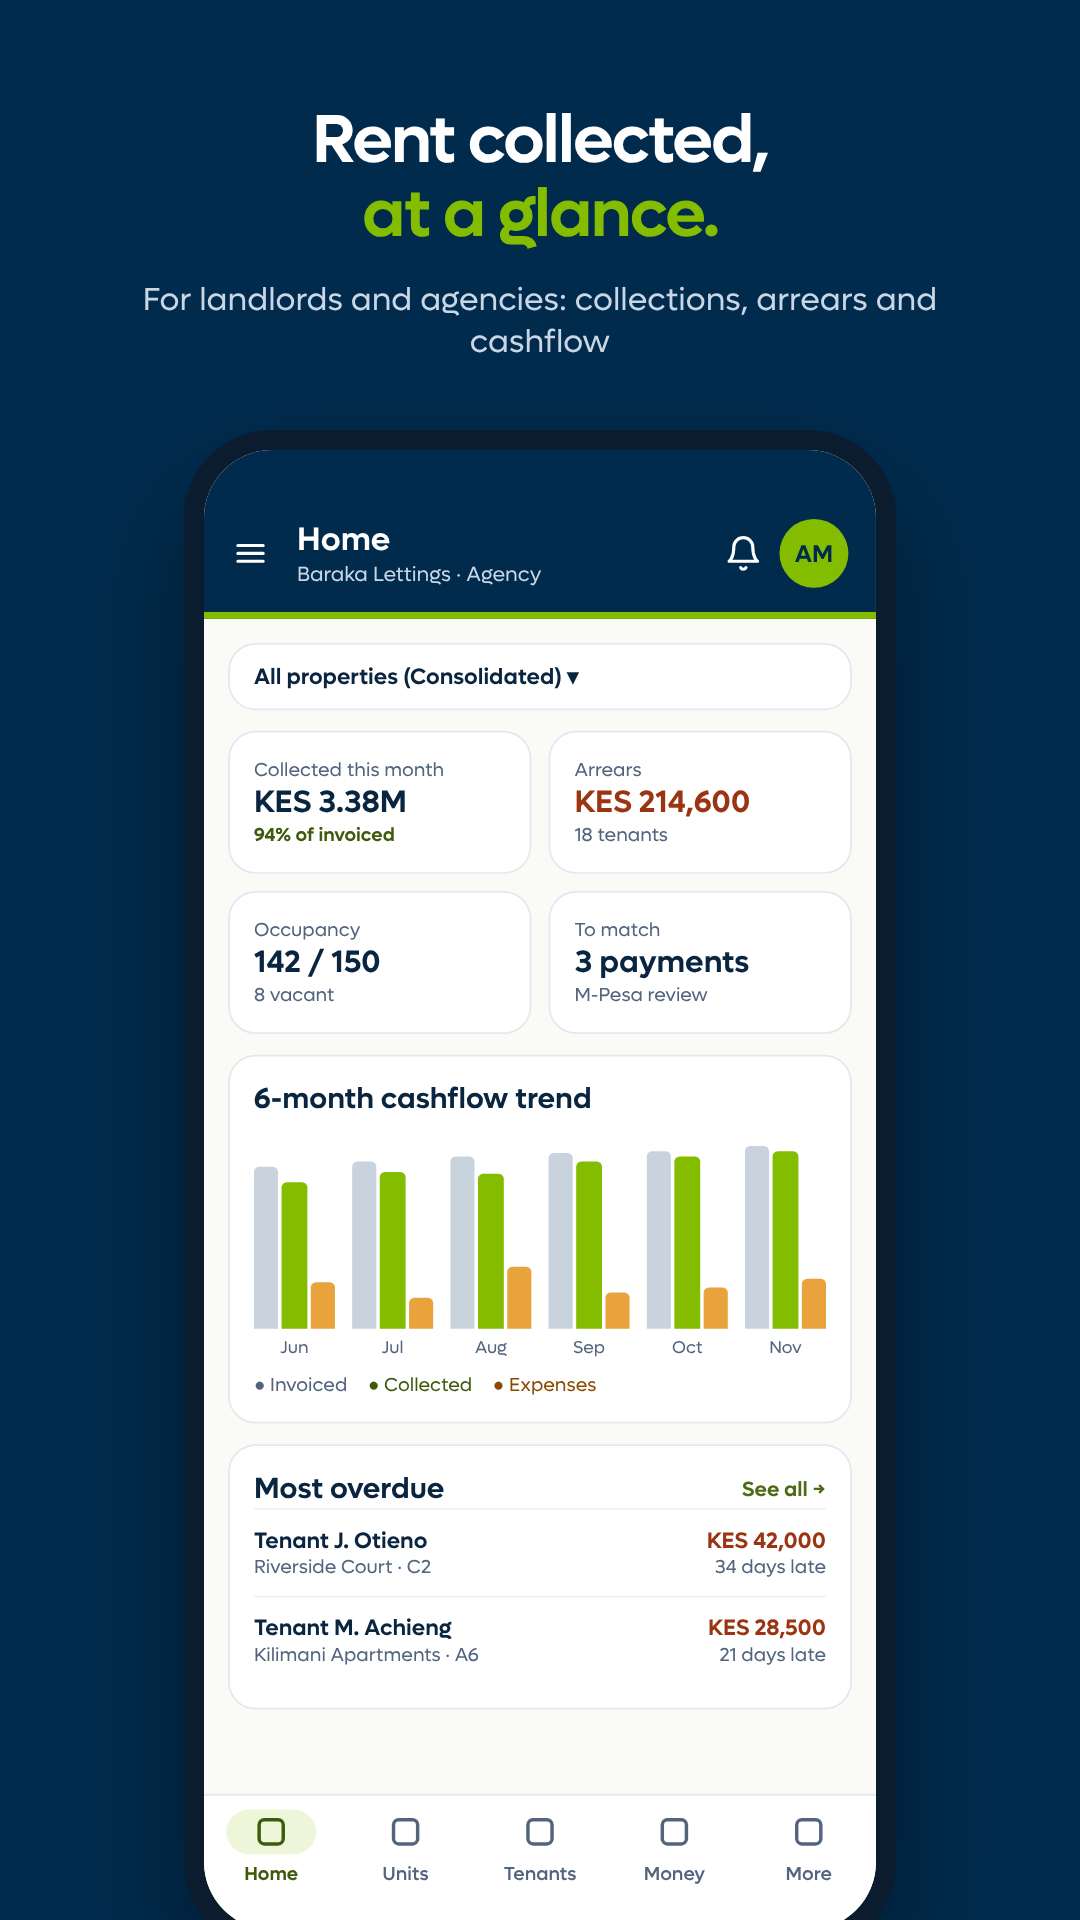 Rent collected,
at a glance.
For landlords and agencies: collections, arrears and
cashflow
Home
Baraka Lettings · Agency
AM
All properties (Consolidated) ▾
Collected this month
KES 3.38M
94% of invoiced
Arrears
KES 214,600
18 tenants
Occupancy
142 / 150
8 vacant
To match
3 payments
M-Pesa review
6-month cashflow trend
Jun Jul Aug Sep Oct Nov
● Invoiced ● Collected ● Expenses
Most overdue See all →
Tenant J. Otieno KES 42,000
Riverside Court · C2 34 days late
Tenant M. Achieng KES 28,500
Kilimani Apartments · A6 21 days late
Home Units Tenants Money More